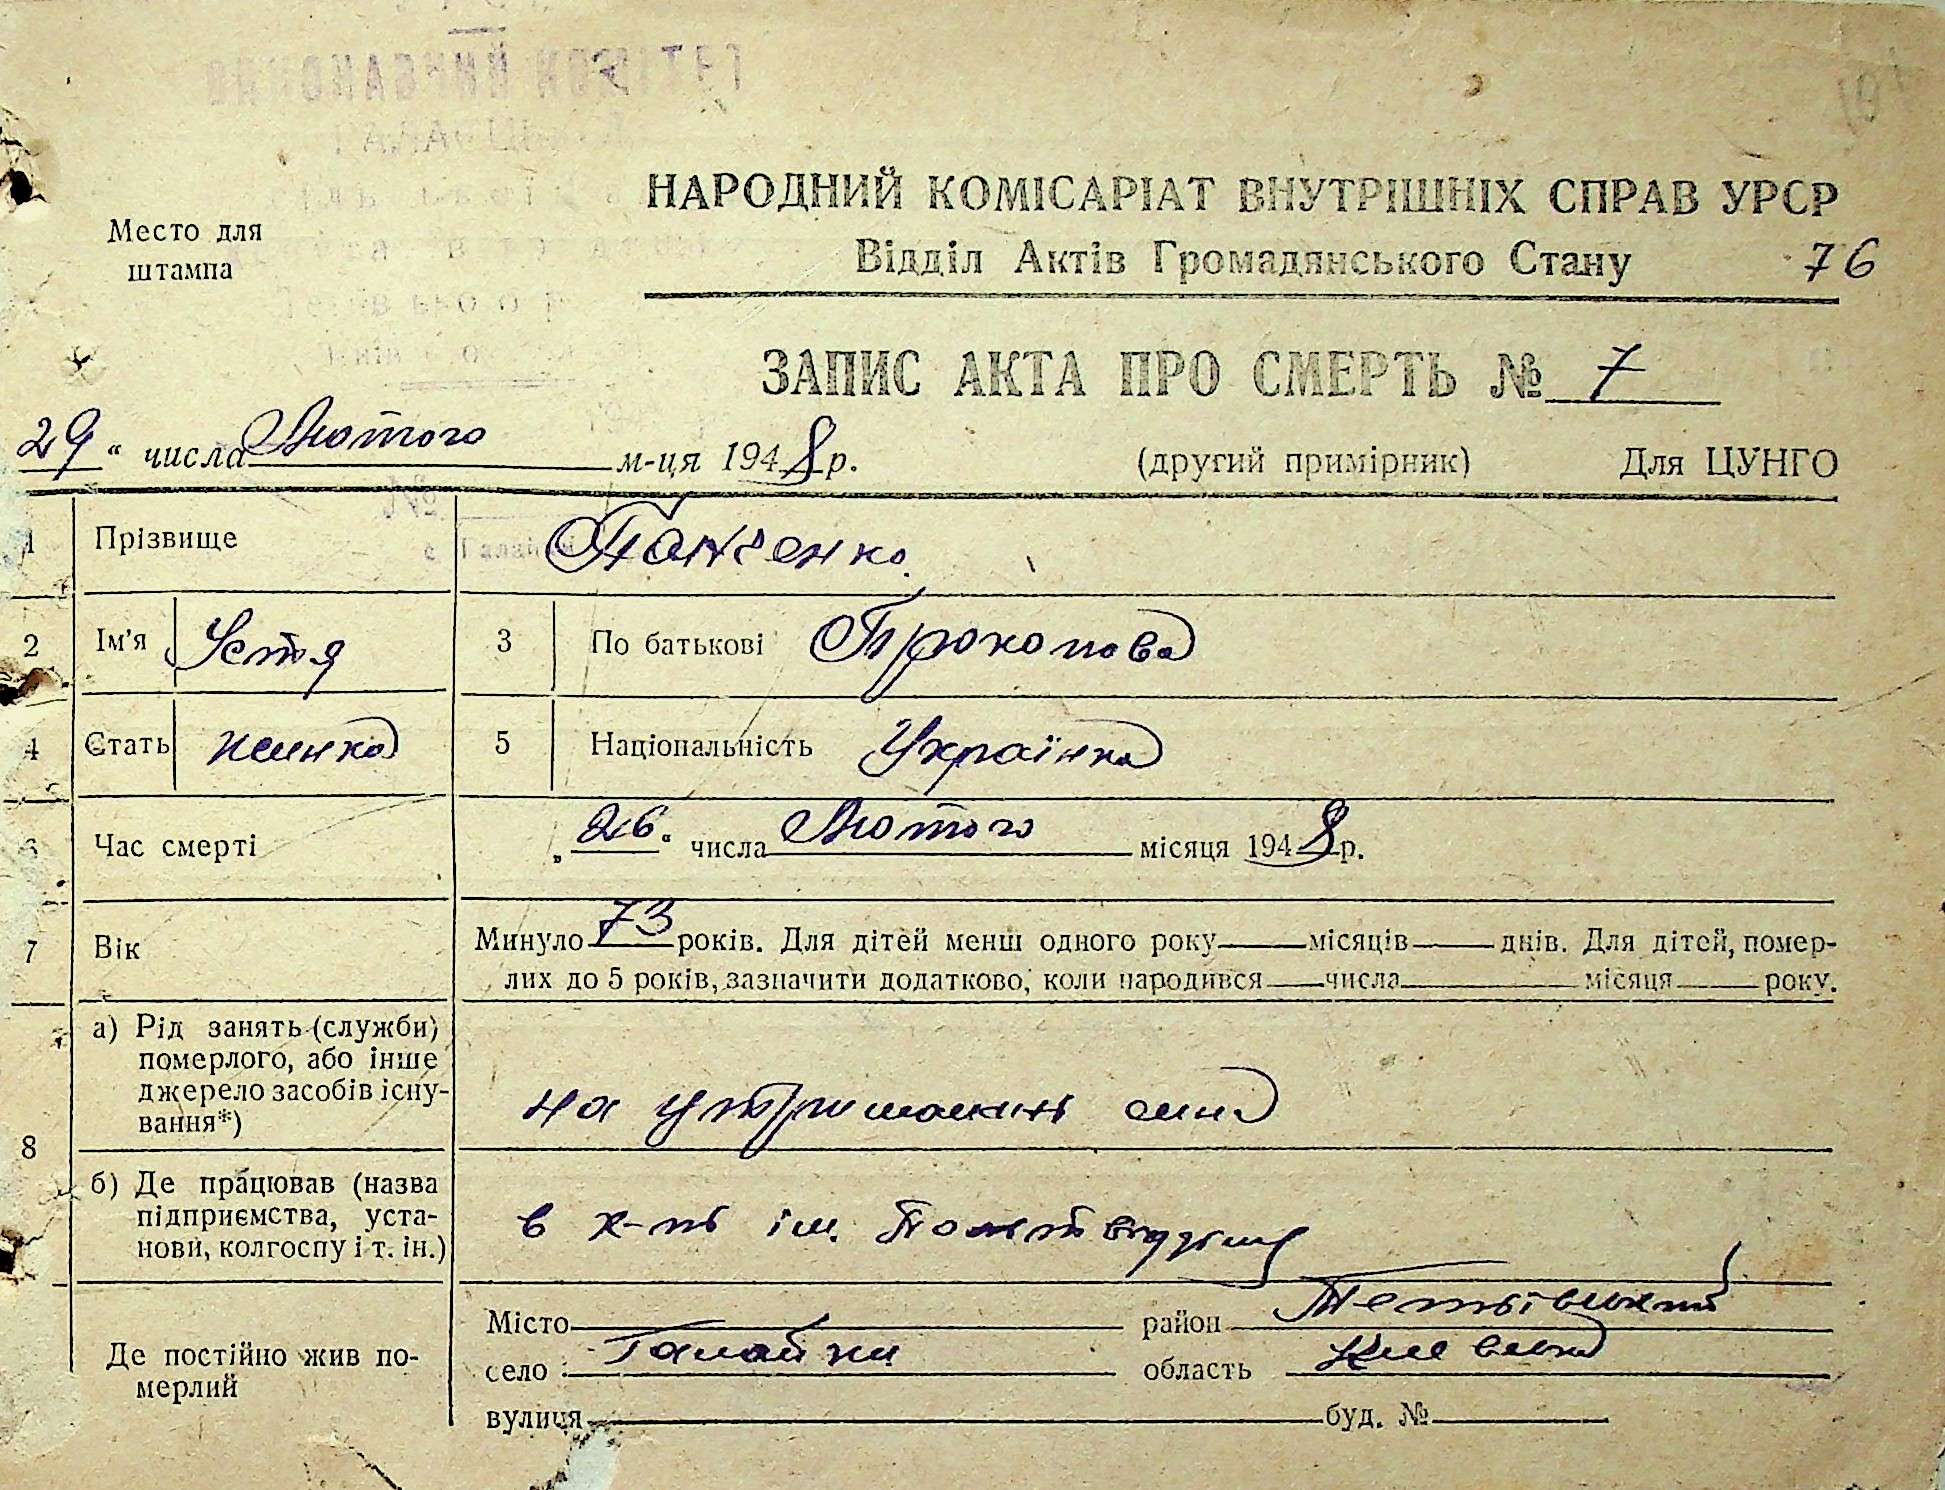 НАРОДНИЙ КОМІСАРІАТ ВНУТРІШНІХ СПРАВ УРСР
Место для
штампа
Відділ Актів Громадянського Стану 76
ЗАПИС АКТА ПРО СМЕРТЬ № 7
29 " числа Лютого м-ця 1948 р. (другий примірник) Для ЦУНГО
1 Прізвище Панченко
2 Ім'я Устя 3 По батькові Прокопова
4 Стать жінка 5 Національність Українка
6 Час смерті „ 26 " числа Лютого місяця 1948 р.
7 Вік Минуло 73 років. Для дітей менш одного року місяців днів. Для дітей, помер-
лих до 5 років, зазначити додатково, коли народився числа місяця року.
8 а) Рід занять (служби)
померлого, або інше
джерело засобів існу-
вання*)
на утриманні сина
б) Де працював (назва
підприємства, уста-
нови, колгоспу і т. ін.)
в к-пі ім. Політвідділу
Де постійно жив по-
мерлий
Місто район Тетіївський
село Галайки область Київська
вулиця буд. №